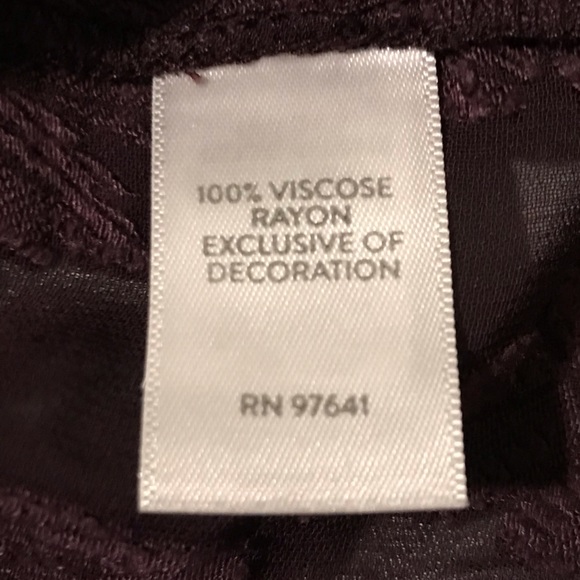 100% VISCOSE
RAYON
EXCLUSIVE OF
DECORATION
RN 97641